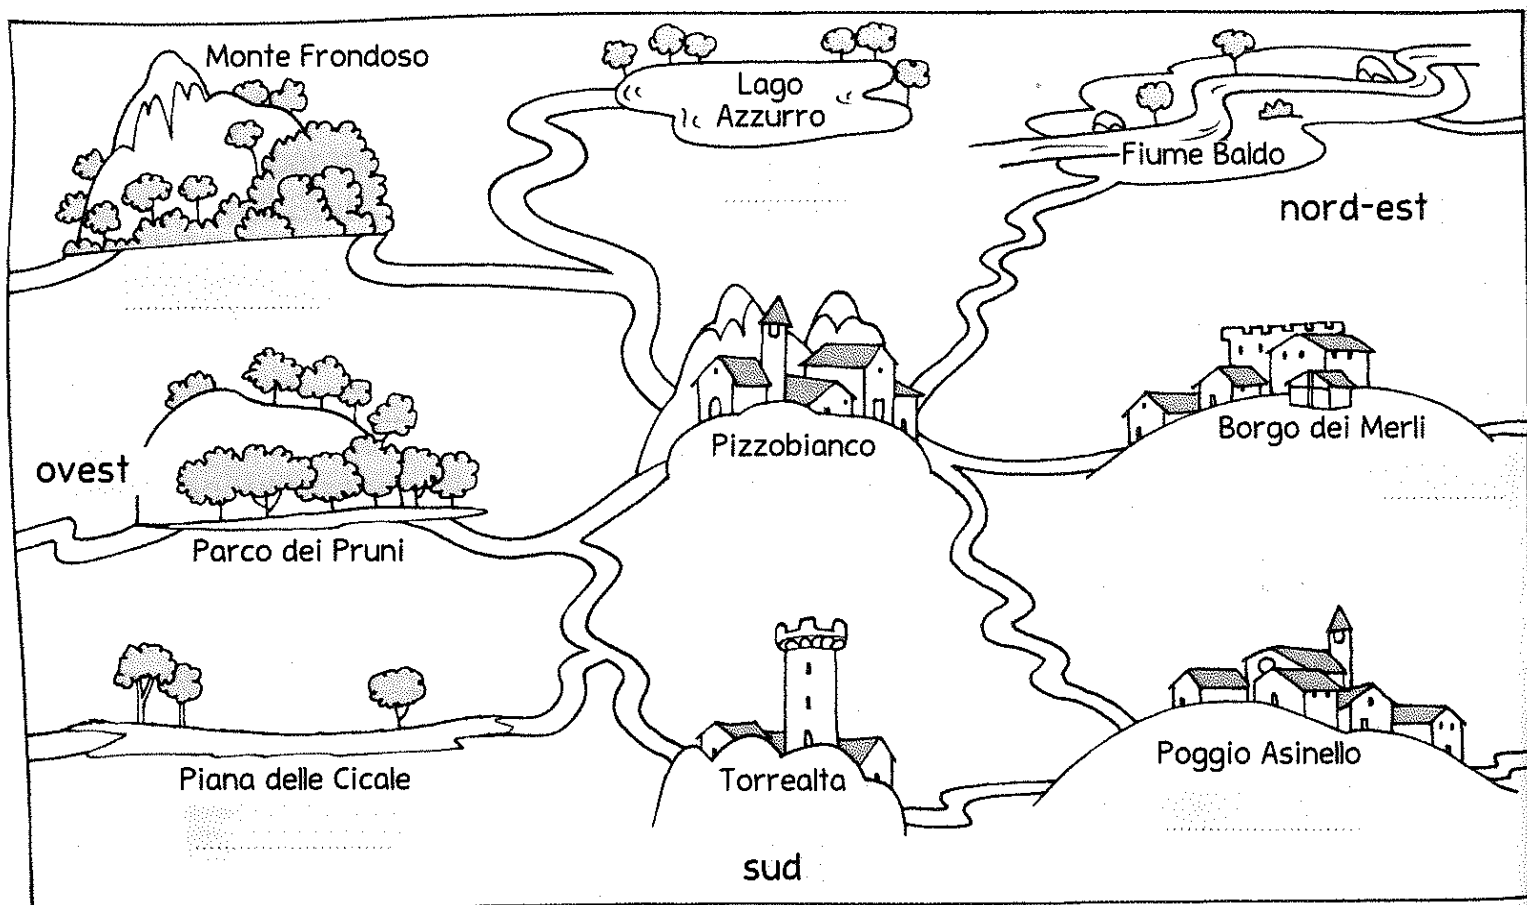 Monte Frondoso
Lago
Azzurro
Fiume Baldo
nord-est
Pizzobianco
Borgo dei Merli
ovest
Parco dei Pruni
Piana delle Cicale
Torrealta
Poggio Asinello
sud